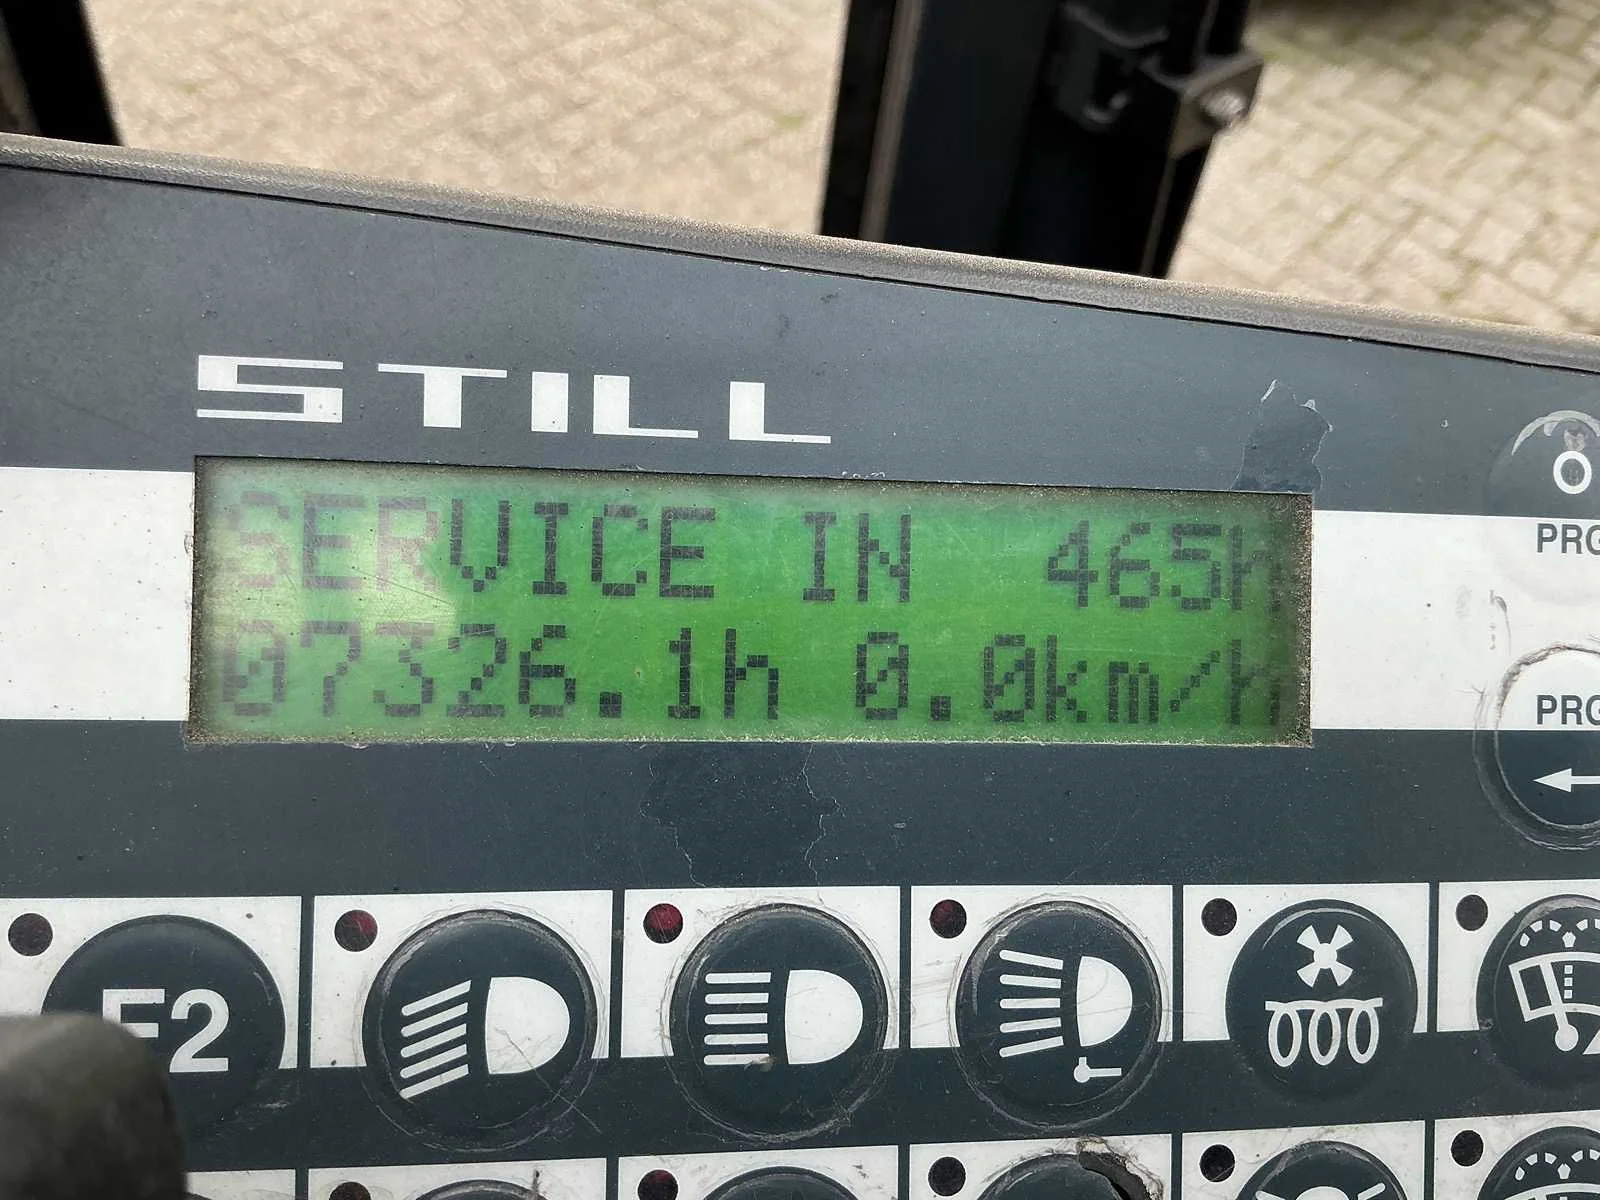 STILL
SERVICE IN 465h
07326.1h 0.0km/h
PRG
PRG
F2